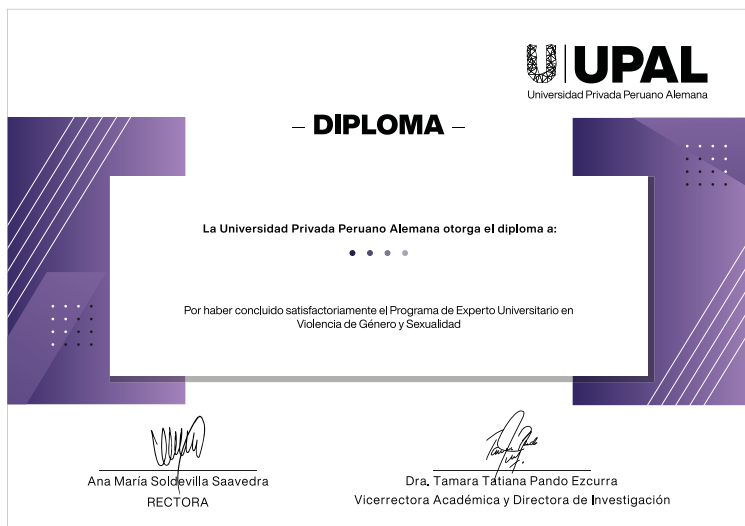 UPAL
Universidad Privada Peruano Alemana
– DIPLOMA –
La Universidad Privada Peruano Alemana otorga el diploma a:
Por haber concluido satisfactoriamente el Programa de Experto Universitario en
Violencia de Género y Sexualidad
Ana María Soldevilla Saavedra
RECTORA
Dra. Tamara Tatiana Pando Ezcurra
Vicerrectora Académica y Directora de Investigación